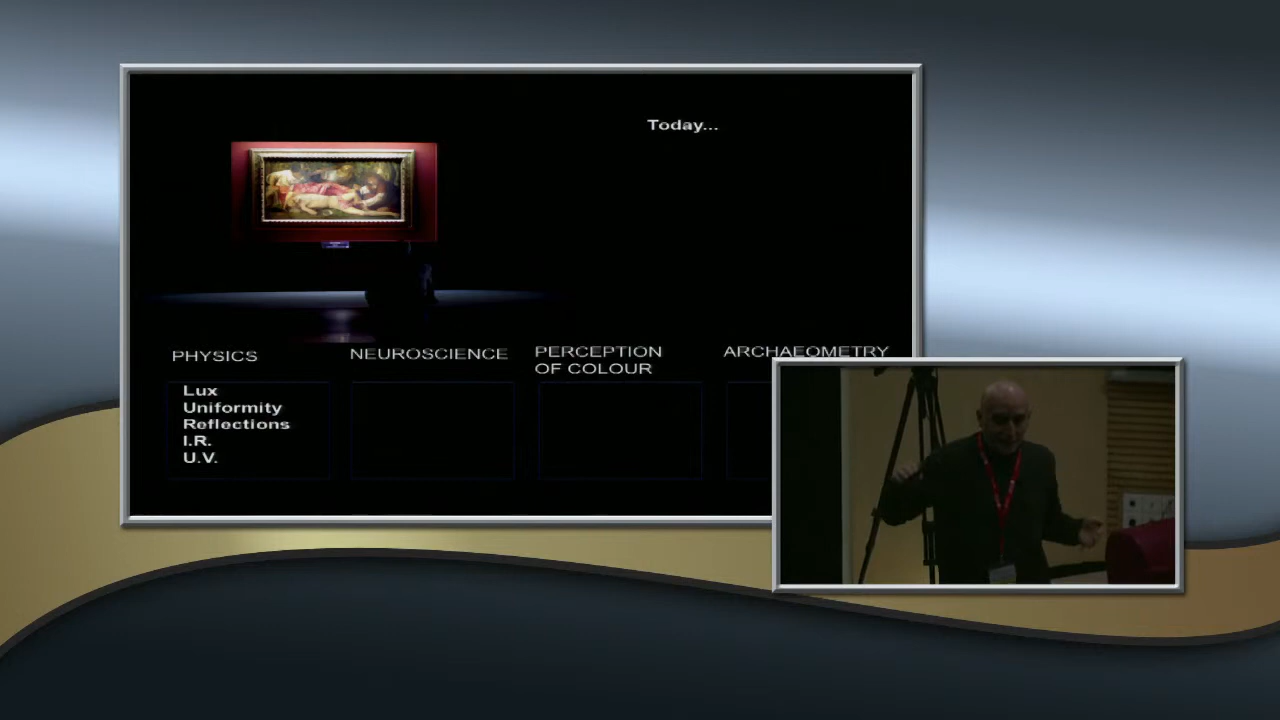 Today...
PHYSICS
NEUROSCIENCE
PERCEPTION
OF COLOUR
ARCHAEOMETRY
Lux
Uniformity
Reflections
I.R.
U.V.